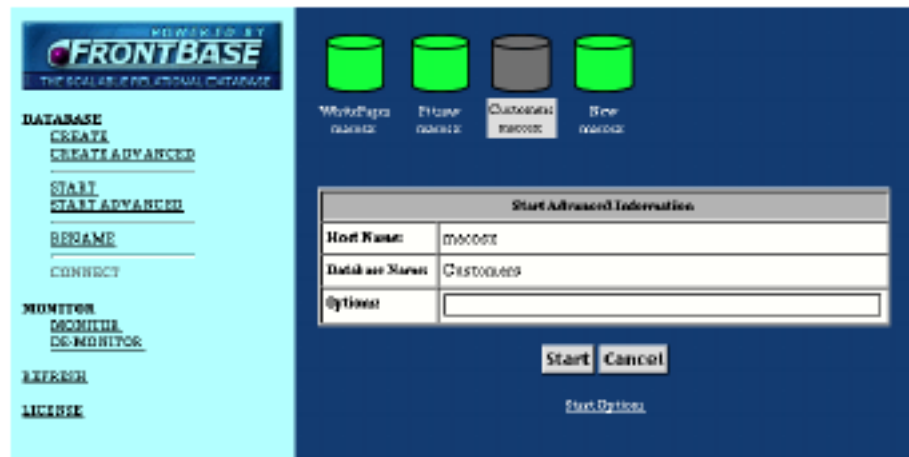 POWERED BY
FRONTBASE
THE SCALABLE RELATIONAL DATABASE
DATABASE
CREATE
CREATE ADVANCED
START
START ADVANCED
RENAME
CONNECT
MONITOR
MONITOR
DE-MONITOR
REFRESH
LICENSE
WhitePages Customers New
macosx macosx macosx macosx
Start Advanced Information
Host Name: macosx
Database Name: Customers
Options:
Start Cancel
Start Options